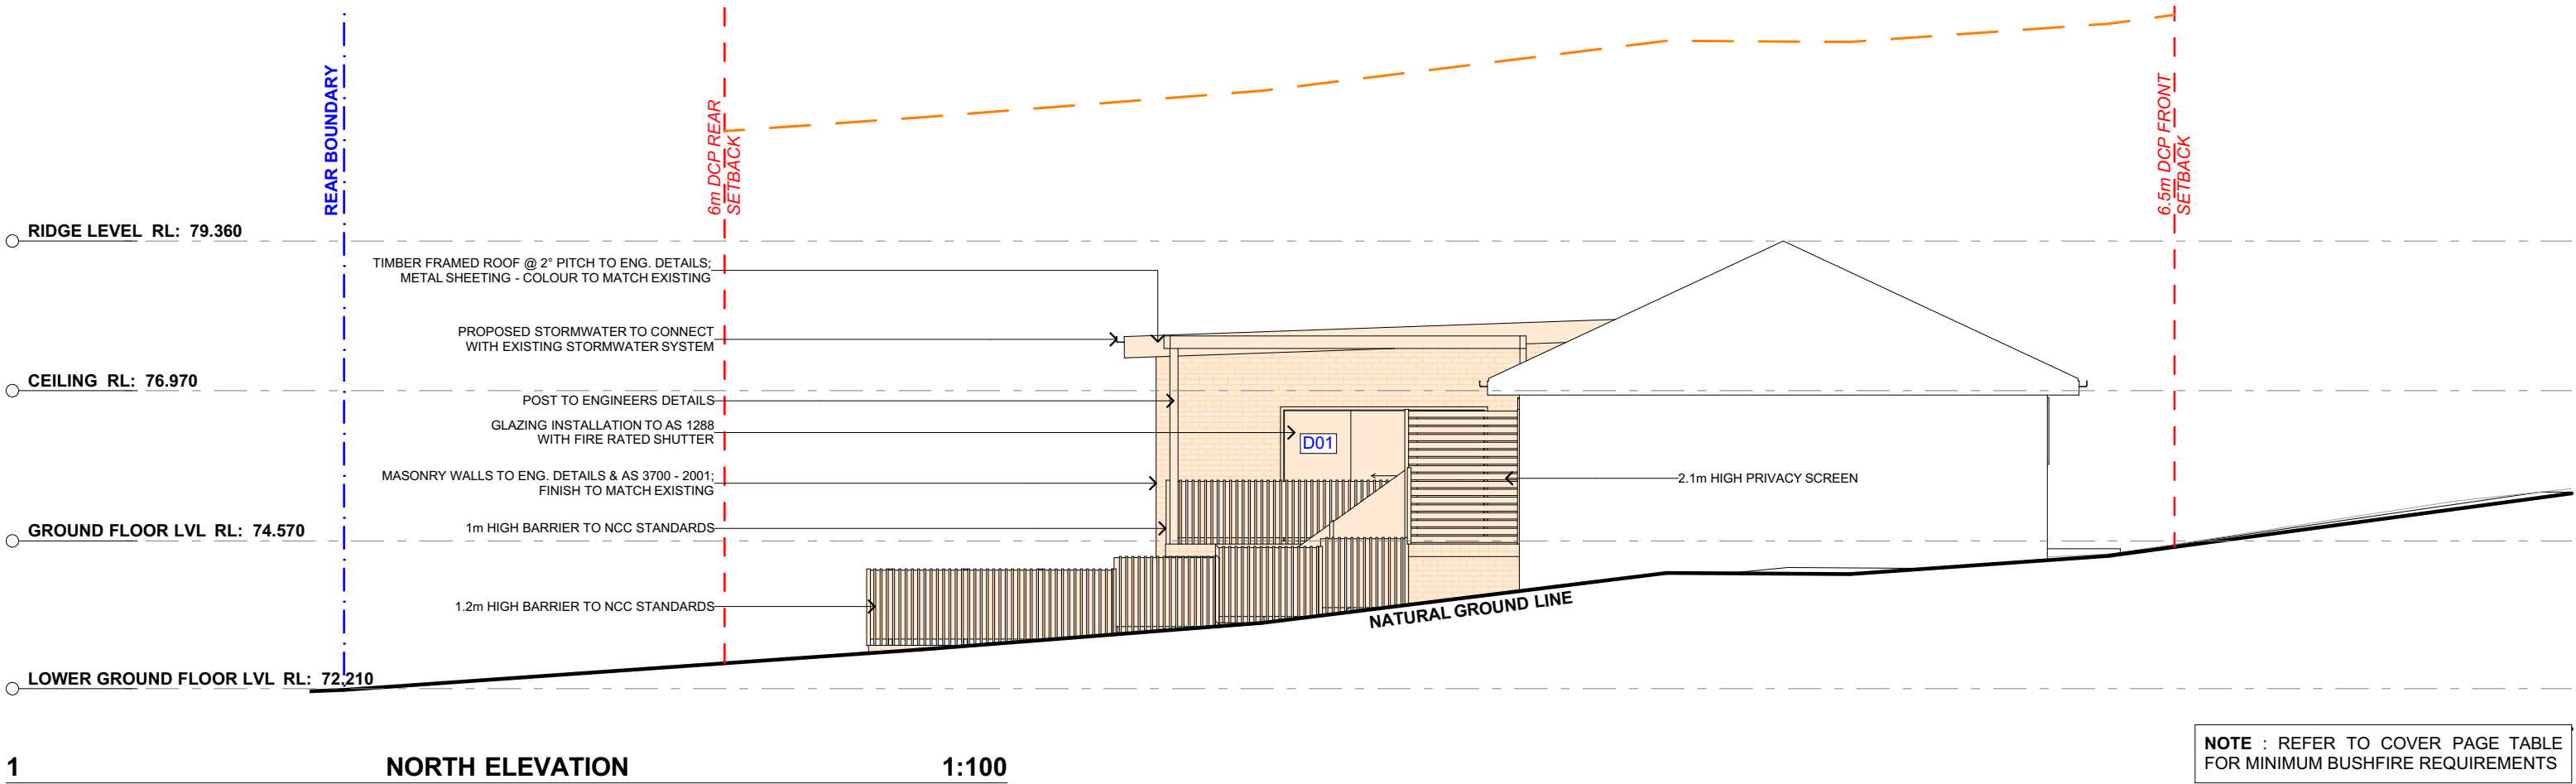 REAR BOUNDARY
6m DCP REAR
SETBACK
6.5m DCP FRONT
SETBACK
RIDGE LEVEL  RL:  79.360
TIMBER FRAMED ROOF @ 2° PITCH TO ENG. DETAILS;
METAL SHEETING - COLOUR TO MATCH EXISTING
PROPOSED STORMWATER TO CONNECT
WITH EXISTING STORMWATER SYSTEM
CEILING  RL:  76.970
POST TO ENGINEERS DETAILS
GLAZING INSTALLATION TO AS 1288
WITH FIRE RATED SHUTTER
D01
MASONRY WALLS TO ENG. DETAILS & AS 3700 - 2001;
FINISH TO MATCH EXISTING
2.1m HIGH PRIVACY SCREEN
1m HIGH BARRIER TO NCC STANDARDS
GROUND FLOOR LVL  RL:  74.570
1.2m HIGH BARRIER TO NCC STANDARDS
NATURAL GROUND LINE
LOWER GROUND FLOOR LVL  RL:  72.210
1 NORTH ELEVATION 1:100
NOTE : REFER TO COVER PAGE TABLE
FOR MINIMUM BUSHFIRE REQUIREMENTS